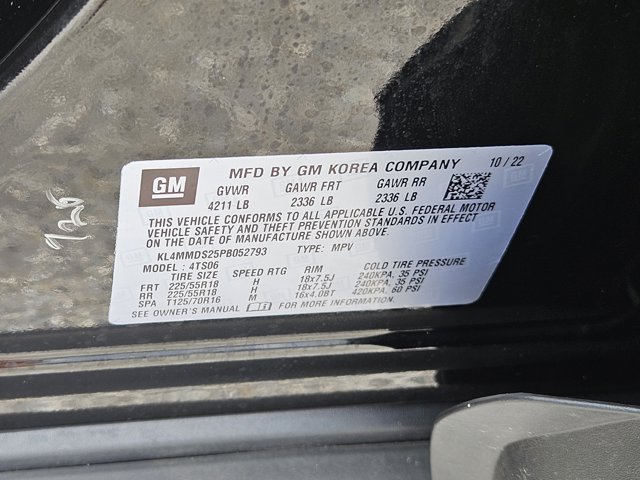 MFD BY GM KOREA COMPANY 10/22
GM
GVWR GAWR FRT GAWR RR
4211 LB 2336 LB 2336 LB
THIS VEHICLE CONFORMS TO ALL APPLICABLE U.S. FEDERAL MOTOR
VEHICLE SAFETY AND THEFT PREVENTION STANDARDS IN EFFECT
ON THE DATE OF MANUFACTURE SHOWN ABOVE.
KL4MMDS25PB052793 TYPE: MPV
MODEL: 4TS06
TIRE SIZE SPEED RTG RIM COLD TIRE PRESSURE
FRT 225/55R18 H 18x7.5J 240KPA, 35 PSI
RR 225/55R18 H 18x7.5J 240KPA, 35 PSI
SPA T125/70R16 M 16x4.0BT 420KPA, 60 PSI
SEE OWNER'S MANUAL FOR MORE INFORMATION.
726